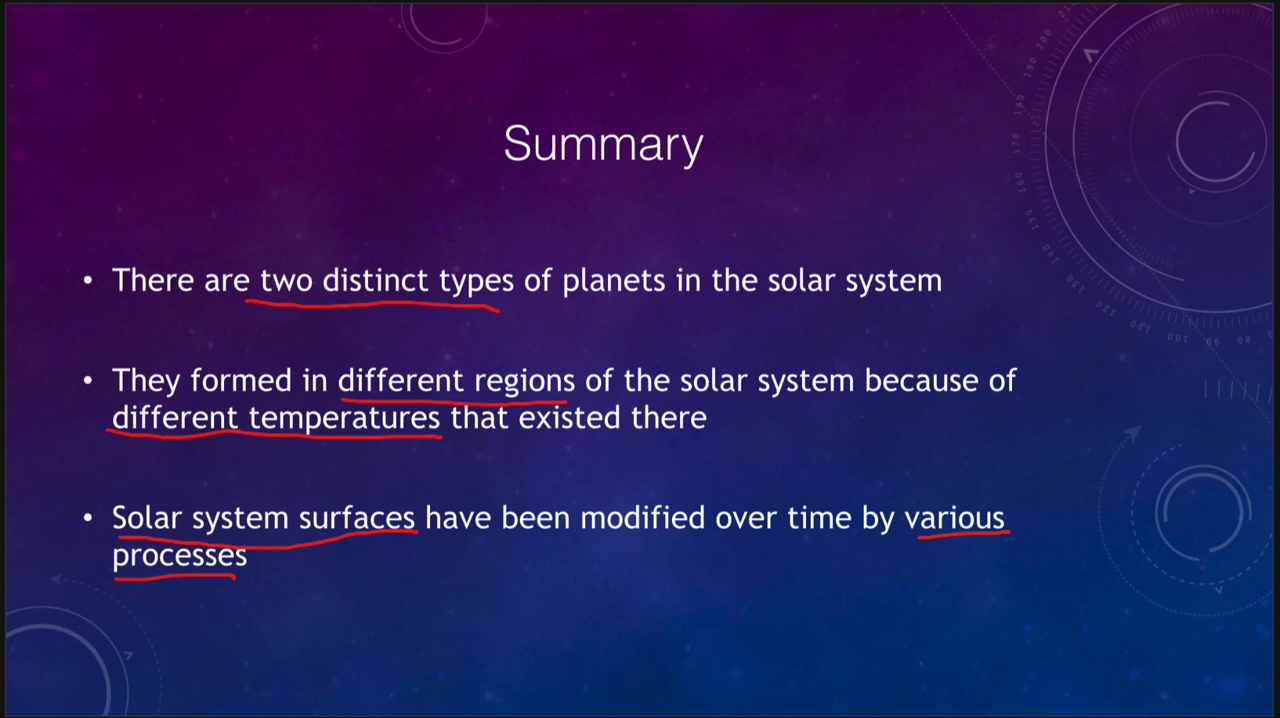 Summary
• There are two distinct types of planets in the solar system
• They formed in different regions of the solar system because of
different temperatures that existed there
• Solar system surfaces have been modified over time by various
processes